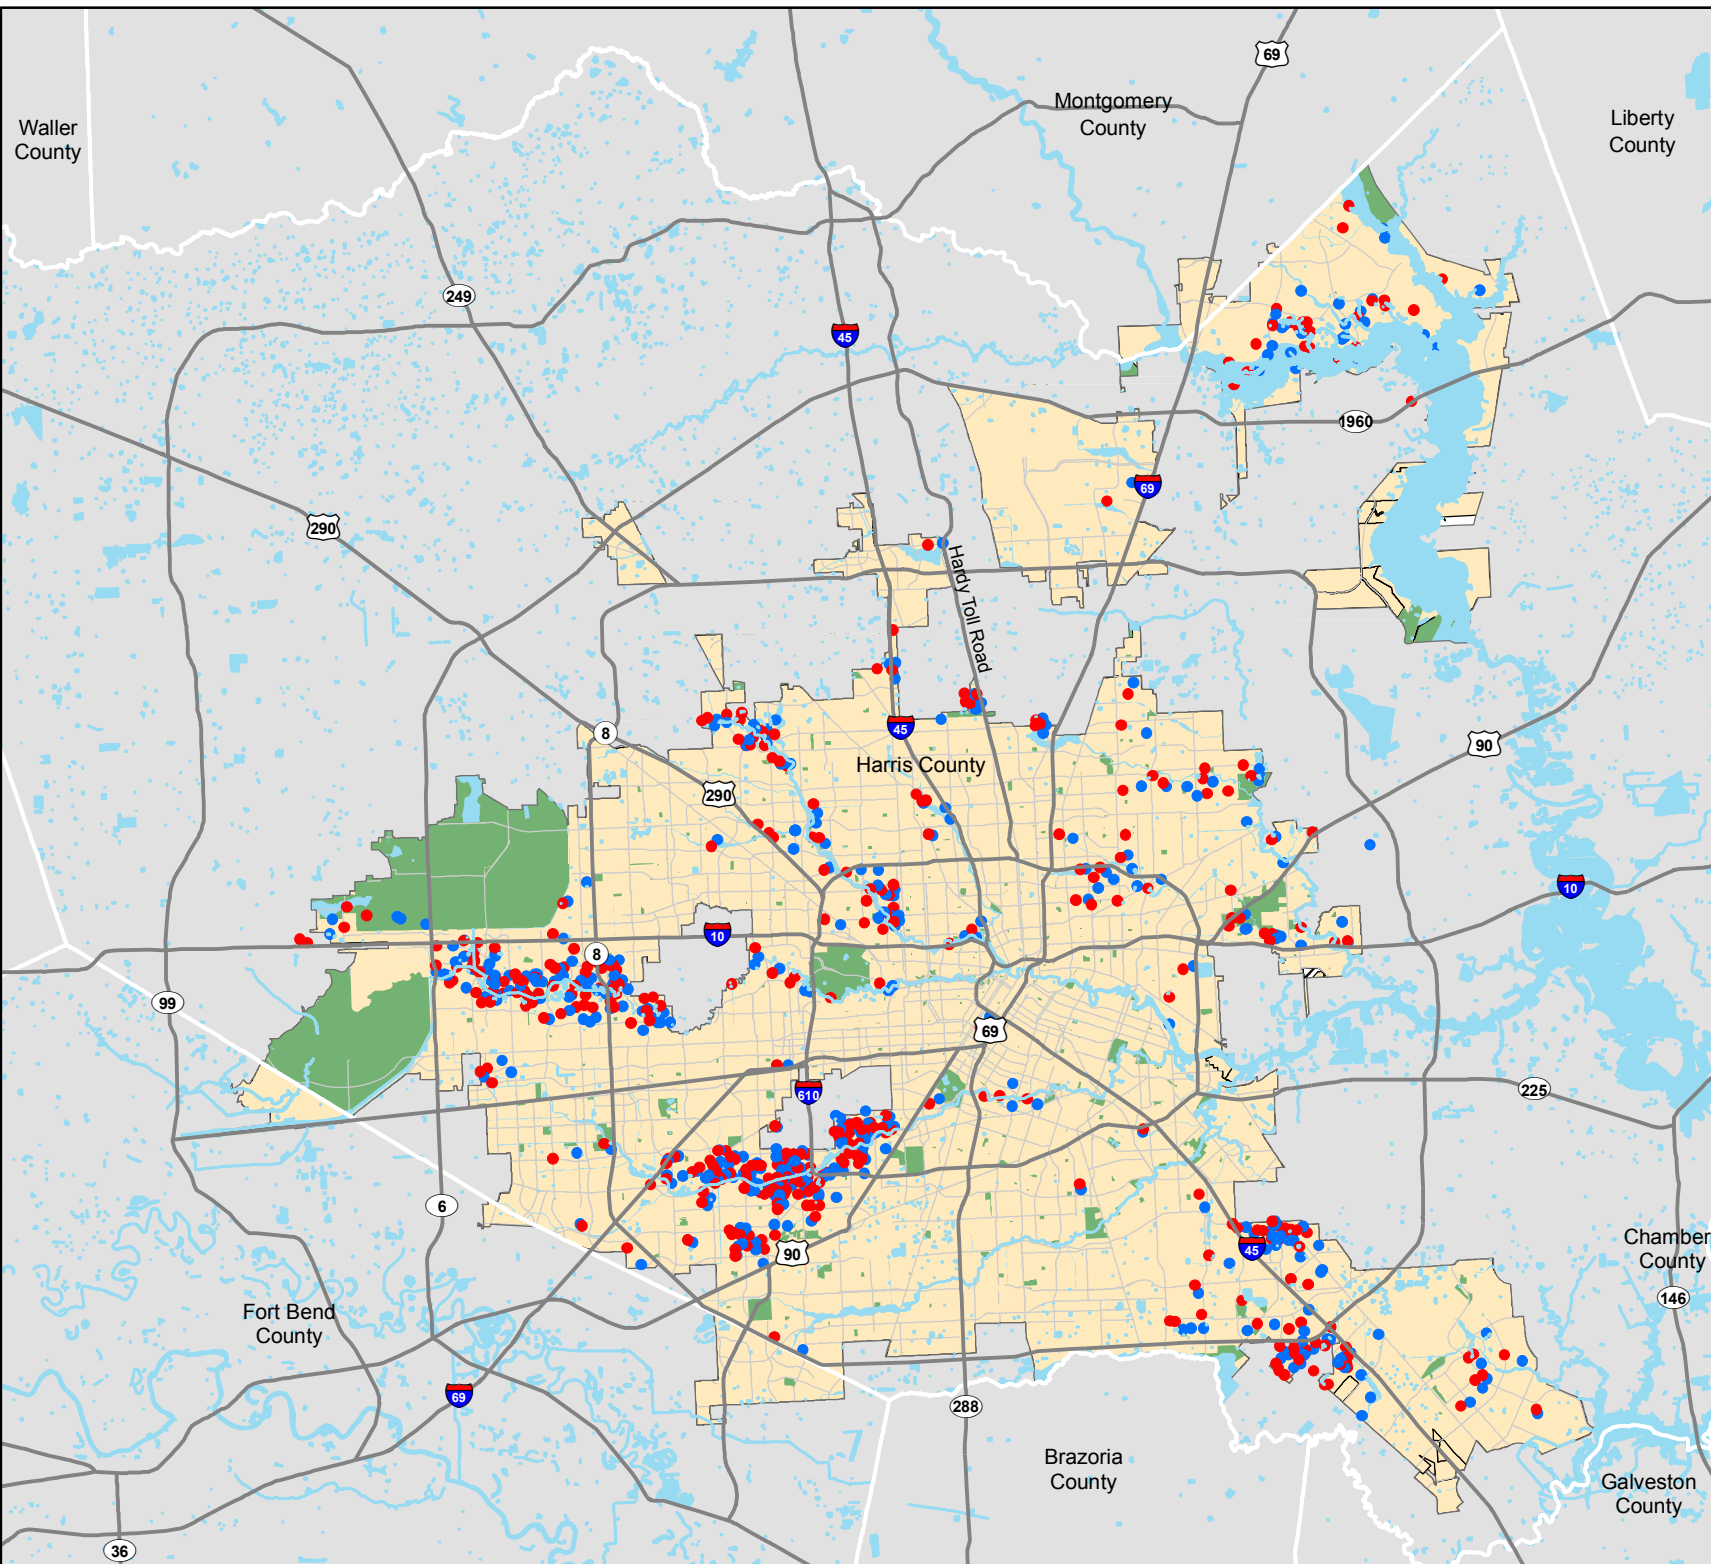 69
Montgomery
County
Waller
County
Liberty
County
249
45
1960
69
290
Hardy Toll Road
8
45
90
Harris County
290
10
10
8
99
69
610
225
6
45
90
Chamber
County
146
Fort Bend
County
69
288
Brazoria
County
Galveston
County
36